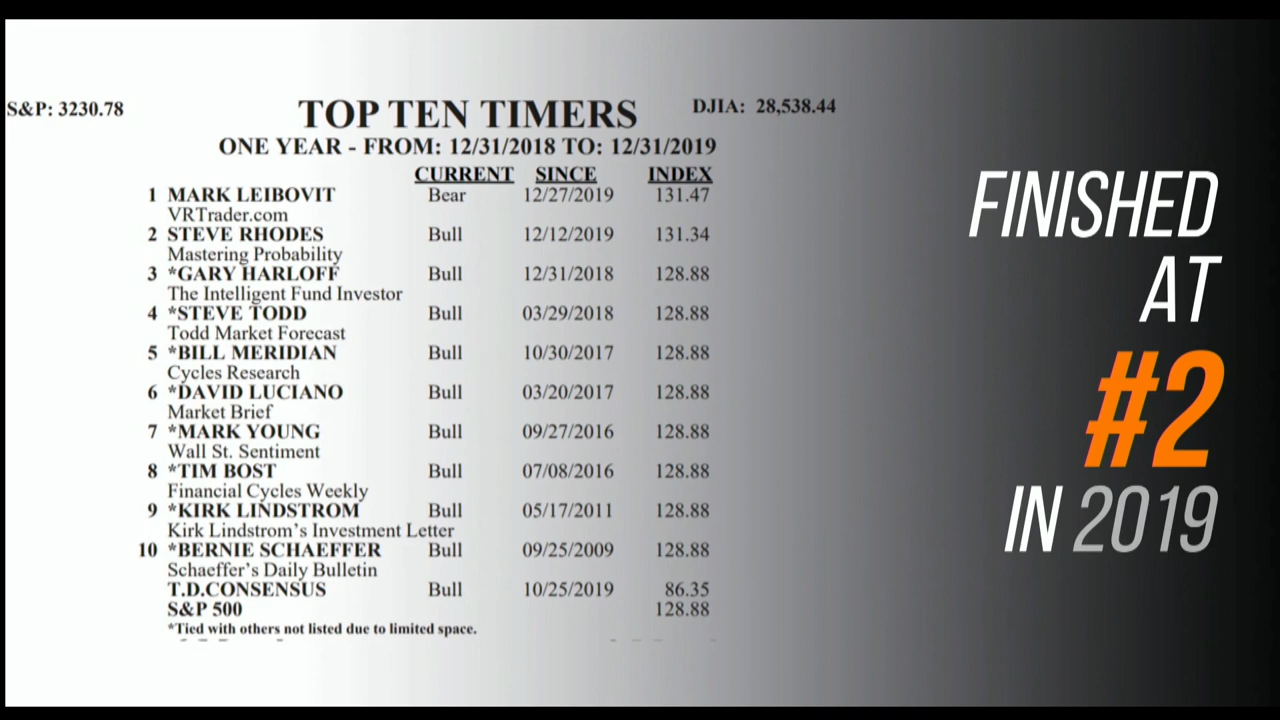 S&P: 3230.78
TOP TEN TIMERS
DJIA: 28,538.44
ONE YEAR - FROM: 12/31/2018 TO: 12/31/2019
CURRENT SINCE INDEX
1 MARK LEIBOVIT Bear 12/27/2019 131.47
VRTrader.com
2 STEVE RHODES Bull 12/12/2019 131.34
Mastering Probability
3 *GARY HARLOFF Bull 12/31/2018 128.88
The Intelligent Fund Investor
4 *STEVE TODD Bull 03/29/2018 128.88
Todd Market Forecast
5 *BILL MERIDIAN Bull 10/30/2017 128.88
Cycles Research
6 *DAVID LUCIANO Bull 03/20/2017 128.88
Market Brief
7 *MARK YOUNG Bull 09/27/2016 128.88
Wall St. Sentiment
8 *TIM BOST Bull 07/08/2016 128.88
Financial Cycles Weekly
9 *KIRK LINDSTROM Bull 05/17/2011 128.88
Kirk Lindstrom's Investment Letter
10 *BERNIE SCHAEFFER Bull 09/25/2009 128.88
Schaeffer's Daily Bulletin
T.D.CONSENSUS Bull 10/25/2019 86.35
S&P 500 128.88
*Tied with others not listed due to limited space.
FINISHED
AT
#2
IN 2019